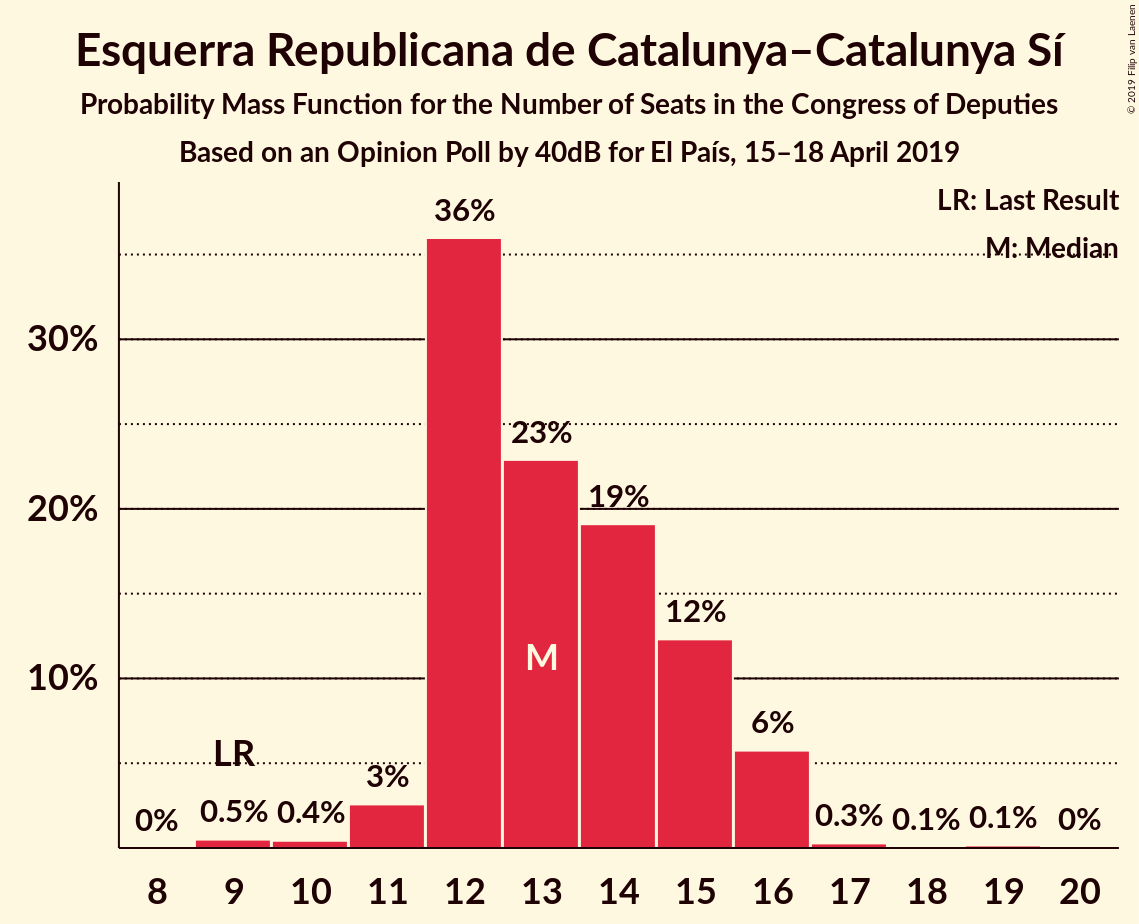 Esquerra Republicana de Catalunya–Catalunya Sí
Probability Mass Function for the Number of Seats in the Congress of Deputies
Based on an Opinion Poll by 40dB for El País, 15–18 April 2019
© 2019 Filip van Laenen
LR: Last Result
M: Median
36%
30%
23%
20%
19%
12%
M
10%
6%
LR
3%
0% 0.5% 0.4% 0.3% 0.1% 0.1% 0%
8 9 10 11 12 13 14 15 16 17 18 19 20